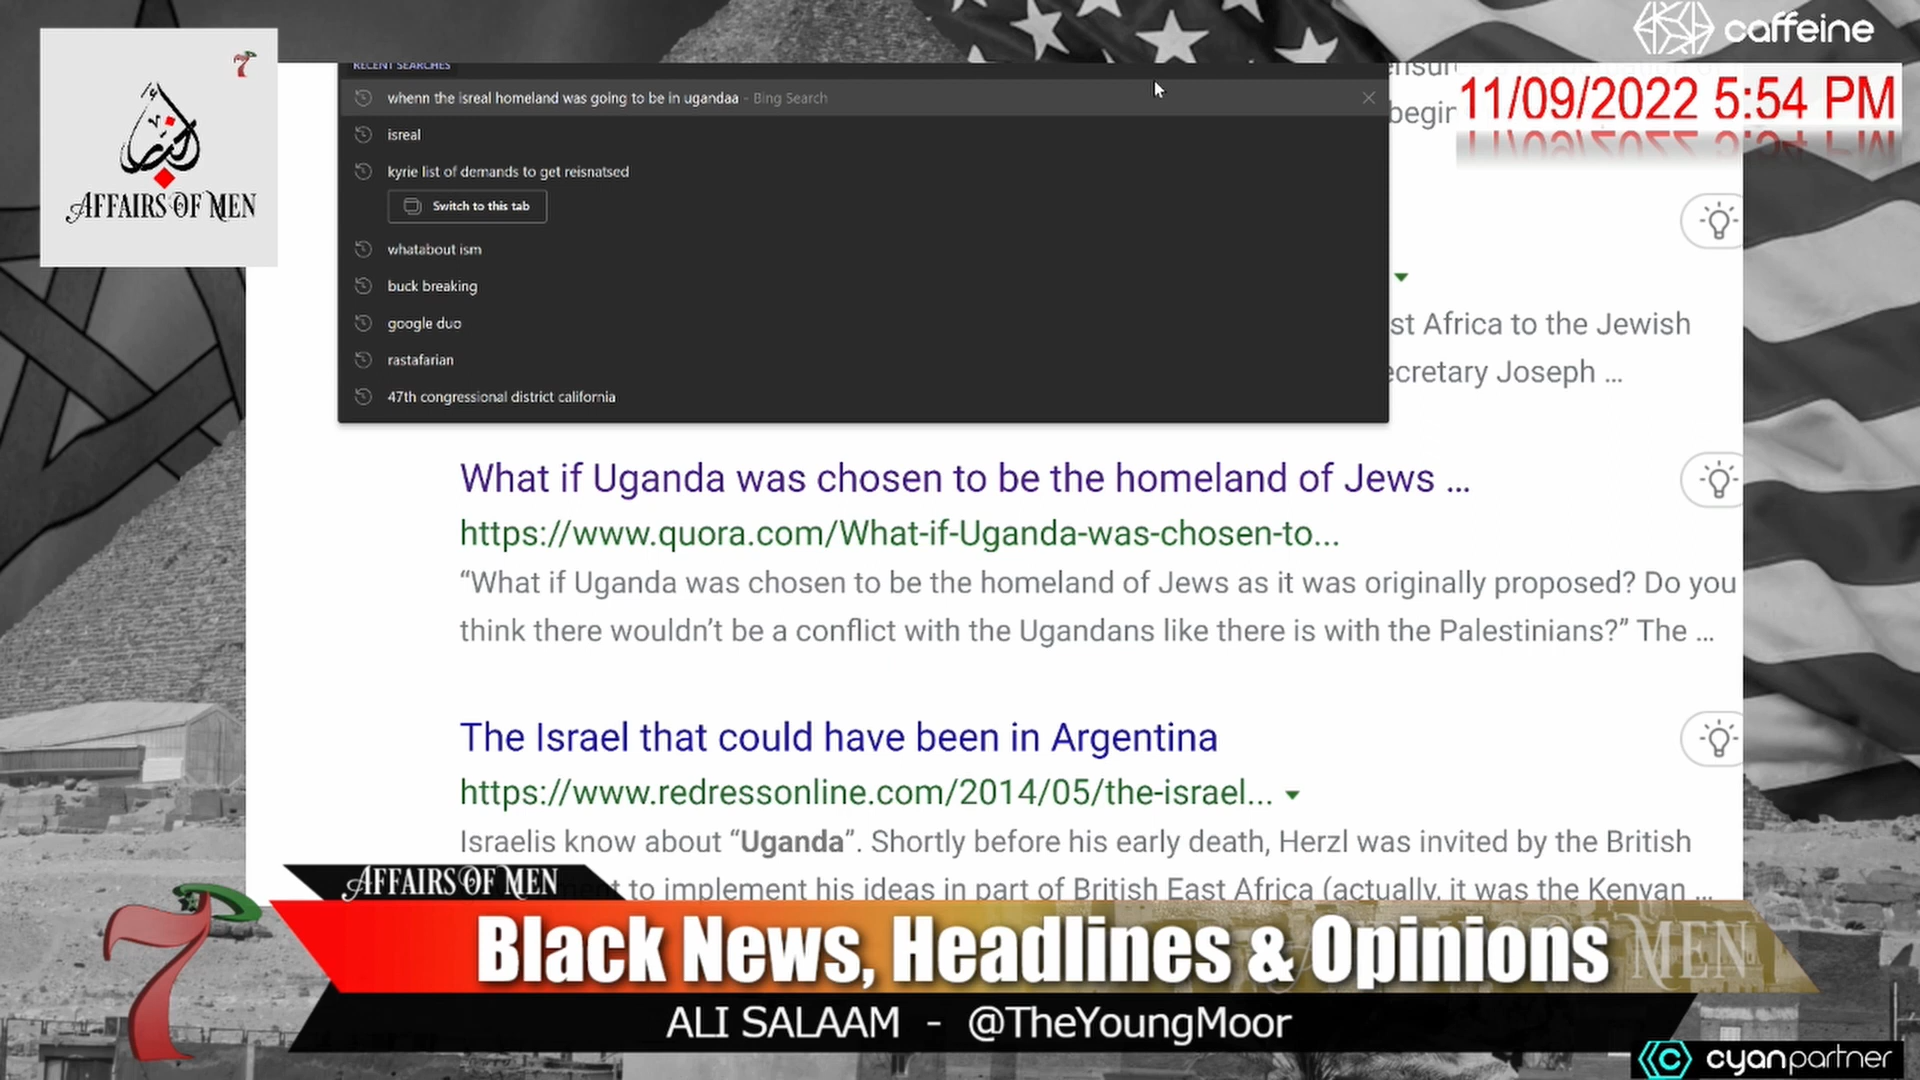 caffeine
11/09/2022 5:54 PM
7
AFFAIRS OF MEN
RECENT SEARCHES
whenn the isreal homeland was going to be in ugandaa - Bing Search
isreal
kyrie list of demands to get reisnatsed
Switch to this tab
whatabout ism
buck breaking
google duo
rastafarian
47th congressional district california
begin
st Africa to the Jewish
ecretary Joseph ...
What if Uganda was chosen to be the homeland of Jews ...
https://www.quora.com/What-if-Uganda-was-chosen-to...
“What if Uganda was chosen to be the homeland of Jews as it was originally proposed? Do you
think there wouldn’t be a conflict with the Ugandans like there is with the Palestinians?” The ...
The Israel that could have been in Argentina
https://www.redressonline.com/2014/05/the-israel...
Israelis know about “Uganda”. Shortly before his early death, Herzl was invited by the British
to implement his ideas in part of British East Africa (actually, it was the Kenyan ...
AFFAIRS OF MEN
7
Black News, Headlines & Opinions
MEN
ALI SALAAM - @TheYoungMoor
cyanpartner